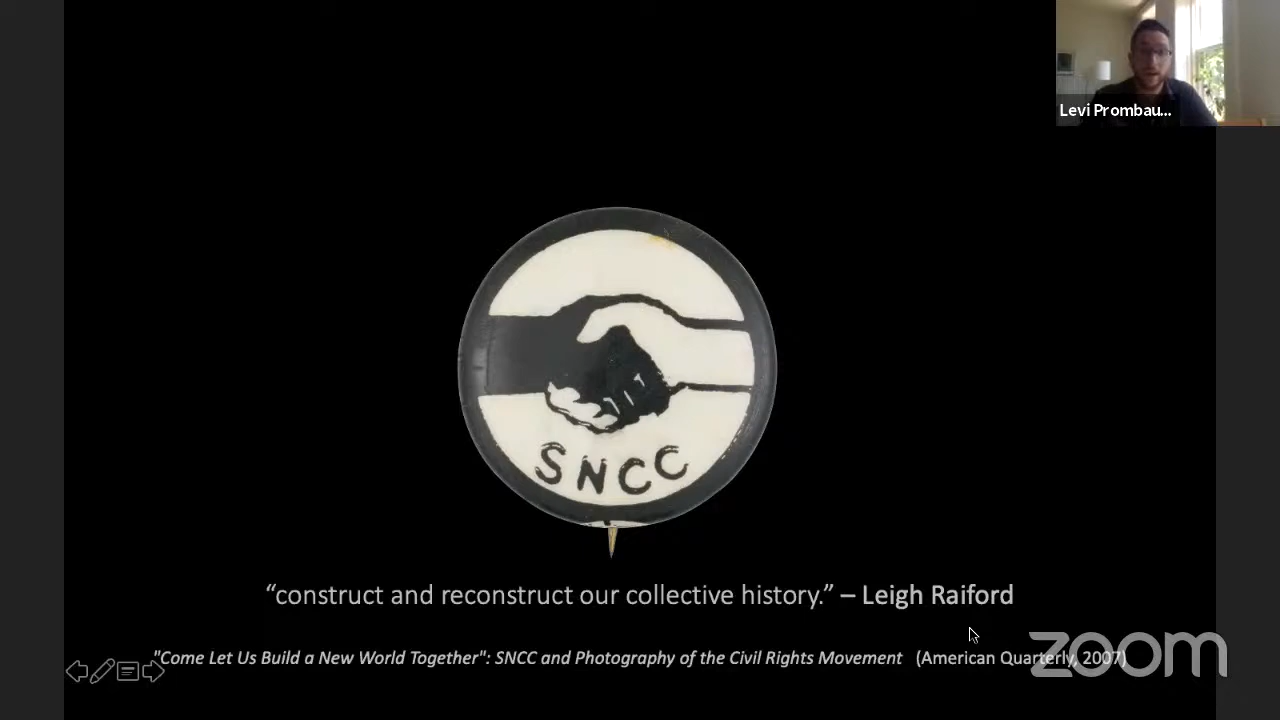 Levi Prombau...
SNCC
“construct and reconstruct our collective history.” – Leigh Raiford
"Come Let Us Build a New World Together": SNCC and Photography of the Civil Rights Movement (American Quarterly, 2007)
zoom